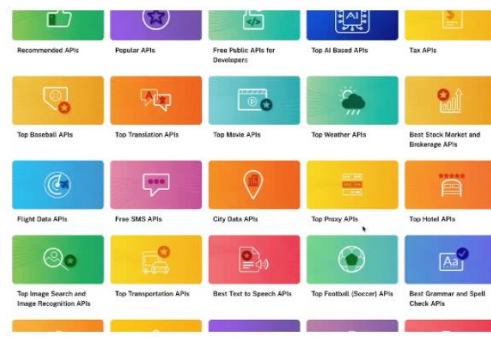 AI
$
Recommended APIs
Popular APIs
Free Public APIs for
Developers
Top AI Based APIs
Tax APIs
A
Top Baseball APIs
Top Translation APIs
Top Movie APIs
Top Weather APIs
Best Stock Market and
Brokerage APIs
Flight Data APIs
Free SMS APIs
City Data APIs
Top Proxy APIs
Top Hotel APIs
Aa
Top Image Search and
Image Recognition APIs
Top Transportation APIs
Best Text to Speech APIs
Top Football (Soccer) APIs
Best Grammar and Spell
Check APIs